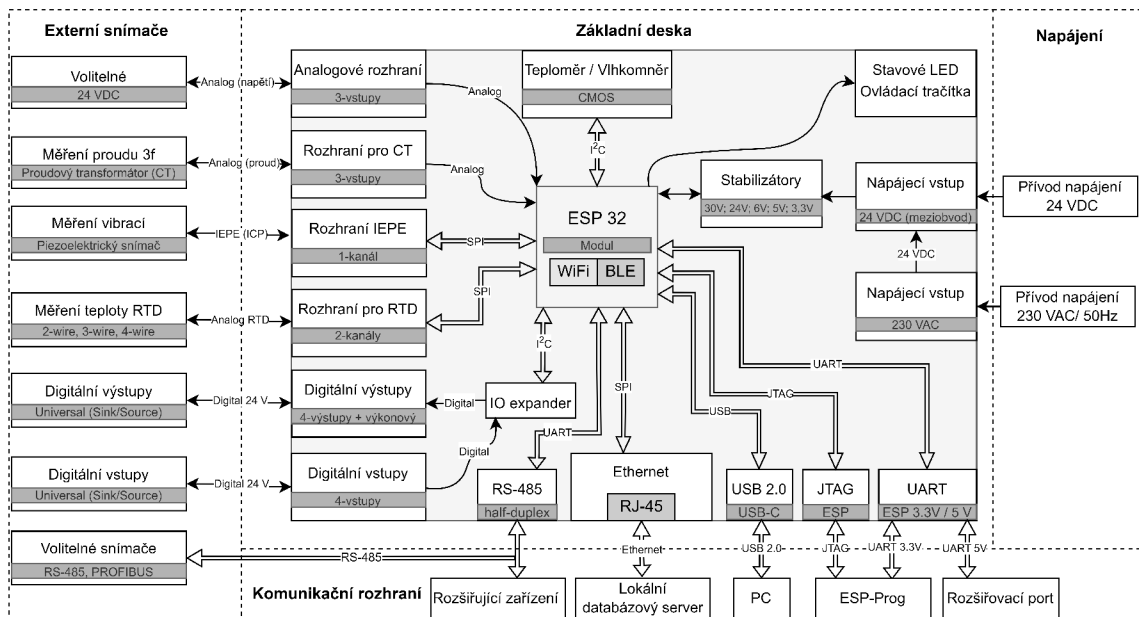 Externí snímače
Základní deska
Napájení
Volitelné
24 VDC
Analog (napětí)
Analogové rozhraní
3-vstupy
Analog
Teploměr / Vlhkomněr
CMOS
I²C
Stavové LED
Ovládací tračítka
Měření proudu 3f
Proudový transformátor (CT)
Analog (proud)
Rozhraní pro CT
3-vstupy
Analog
Stabilizátory
30V; 24V; 6V; 5V; 3,3V
Nápájecí vstup
24 VDC (meziobvod)
Přívod napájení
24 VDC
Měření vibrací
Piezoelektrický snímač
IEPE (ICP)
Rozhraní IEPE
1-kanál
SPI
ESP 32
Modul
WiFi
BLE
24 VDC
Měření teploty RTD
2-wire, 3-wire, 4-wire
Analog RTD
Rozhraní pro RTD
2-kanály
SPI
Napájecí vstup
230 VAC
Přívod napájení
230 VAC/ 50Hz
I²C
Digitální výstupy
Universal (Sink/Source)
Digital 24 V
Digitální výstupy
4-výstupy + výkonový
Digital
IO expander
UART
SPI
USB
JTAG
UART
Digitální vstupy
Universal (Sink/Source)
Digital 24 V
Digitální vstupy
4-vstupy
Digital
RS-485
half-duplex
Ethernet
RJ-45
USB 2.0
USB-C
JTAG
ESP
UART
ESP 3.3V / 5 V
Volitelné snímače
RS-485, PROFIBUS
RS-485
Ethernet
USB 2.0
JTAG
UART 3.3V
UART 5V
Komunikační rozhraní
Rozšiřující zařízení
Lokální
databázový server
PC
ESP-Prog
Rozšiřovací port